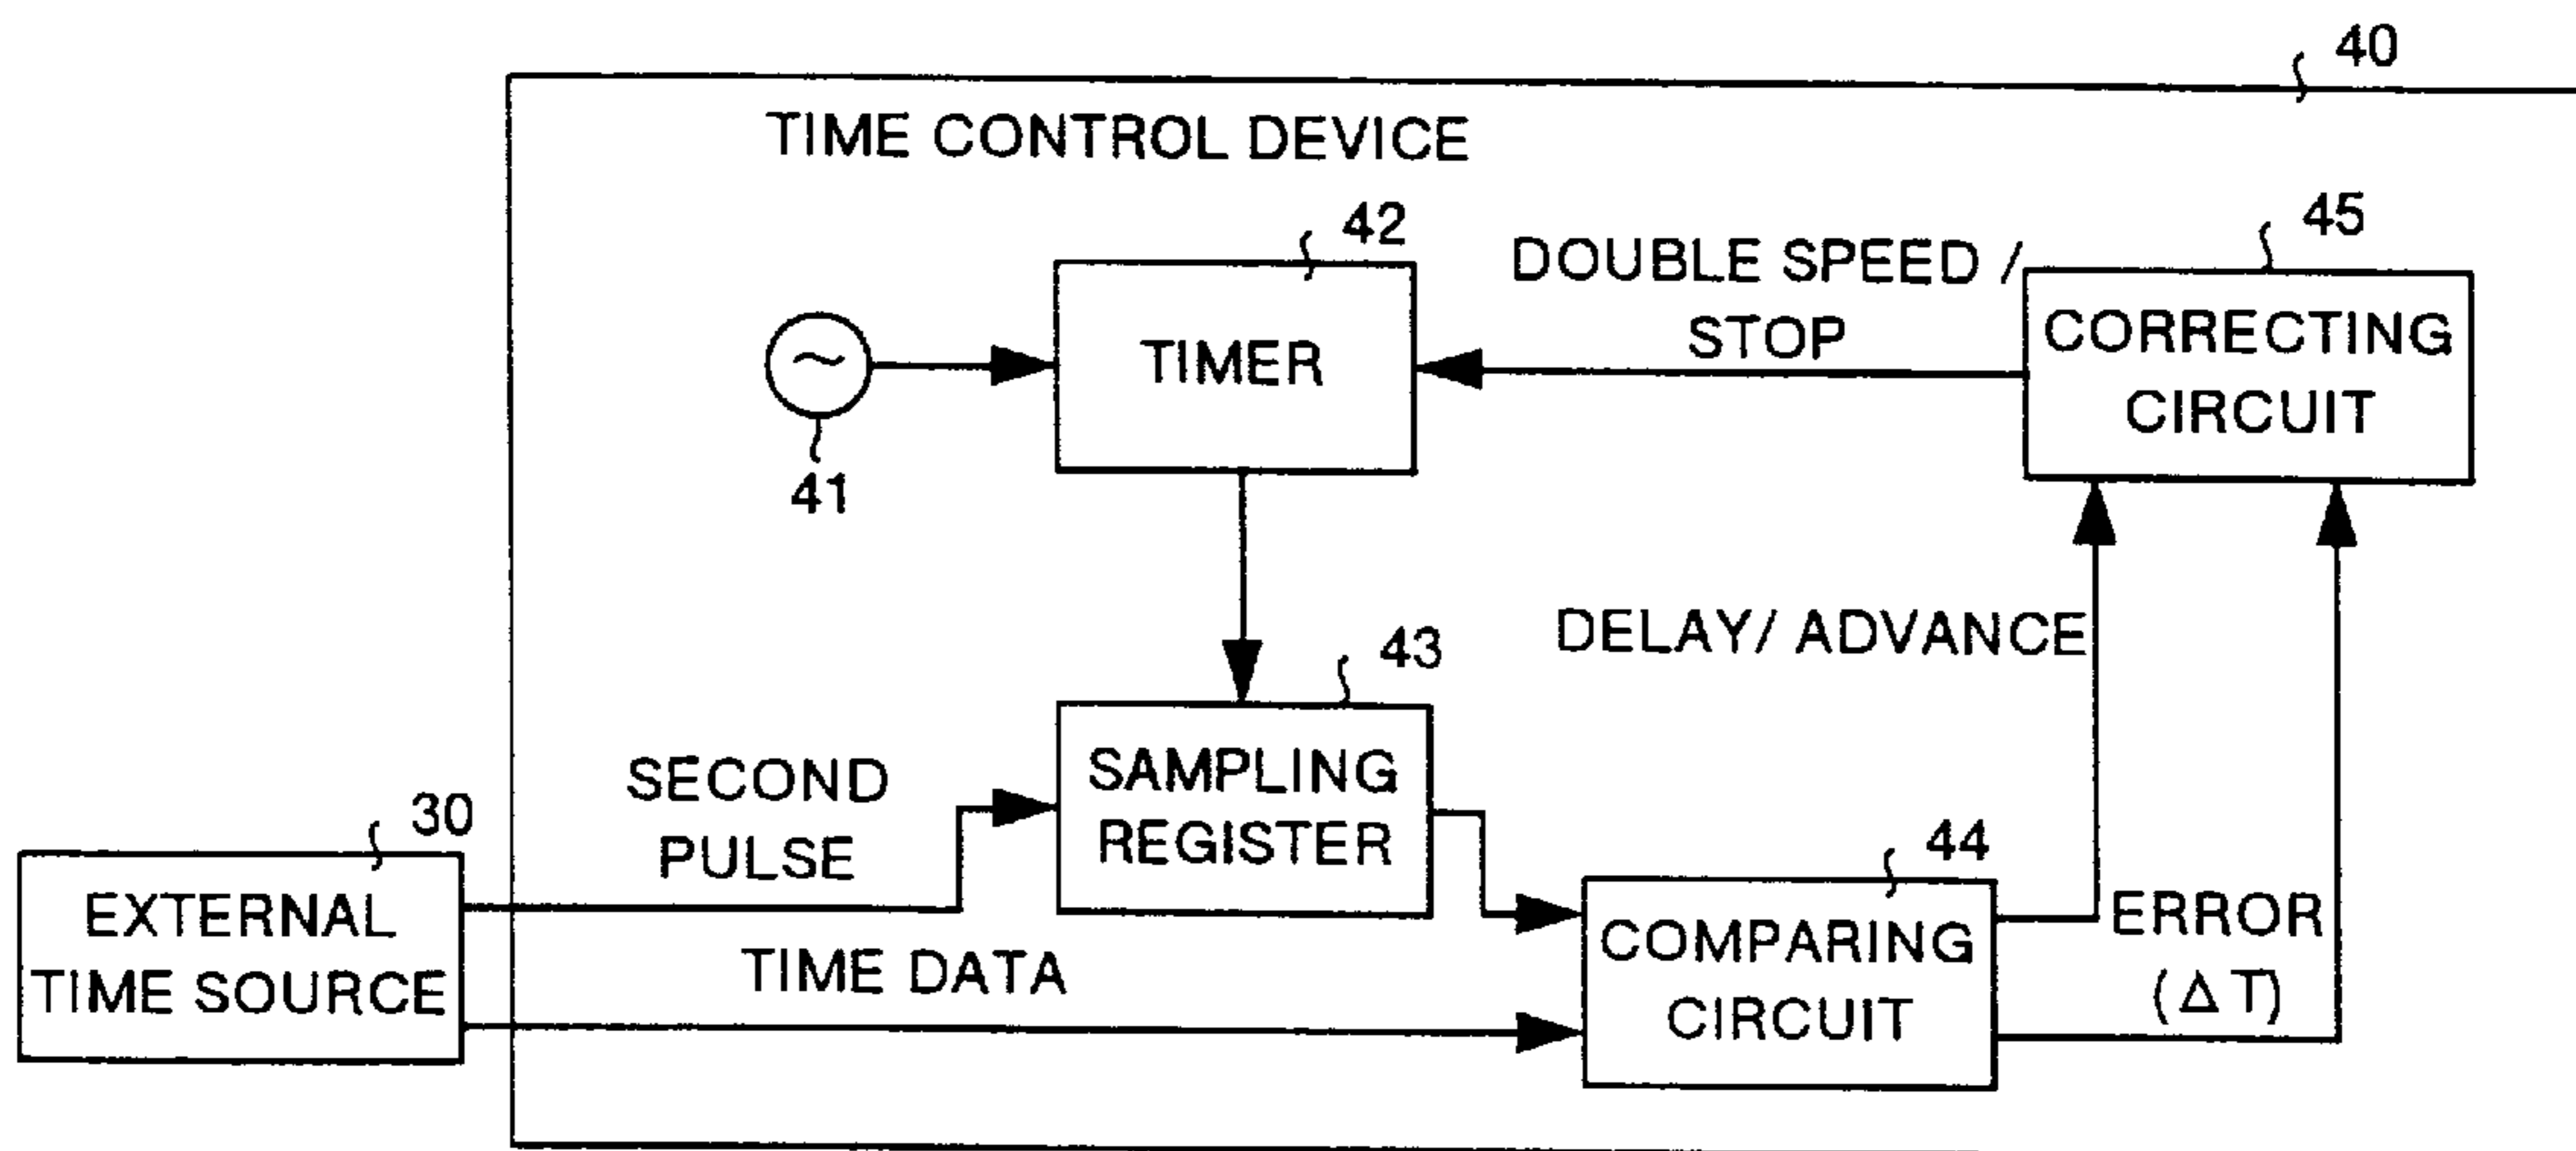 40
TIME CONTROL DEVICE
42
45
DOUBLE SPEED /
STOP
TIMER
CORRECTING
CIRCUIT
~
41
43
DELAY/ ADVANCE
SECOND
PULSE
SAMPLING
REGISTER
30
44
EXTERNAL
TIME SOURCE
TIME DATA
COMPARING
CIRCUIT
ERROR
(Δ T)